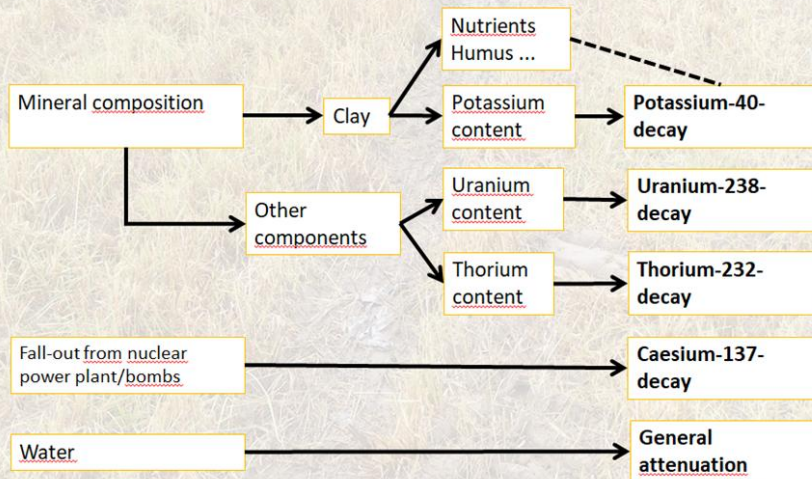 Nutrients
Humus ...
Mineral composition
Clay
Potassium
content
Potassium-40-
decay
Other
components
Uranium
content
Uranium-238-
decay
Thorium
content
Thorium-232-
decay
Fall-out from nuclear
power plant/bombs
Caesium-137-
decay
Water
General
attenuation